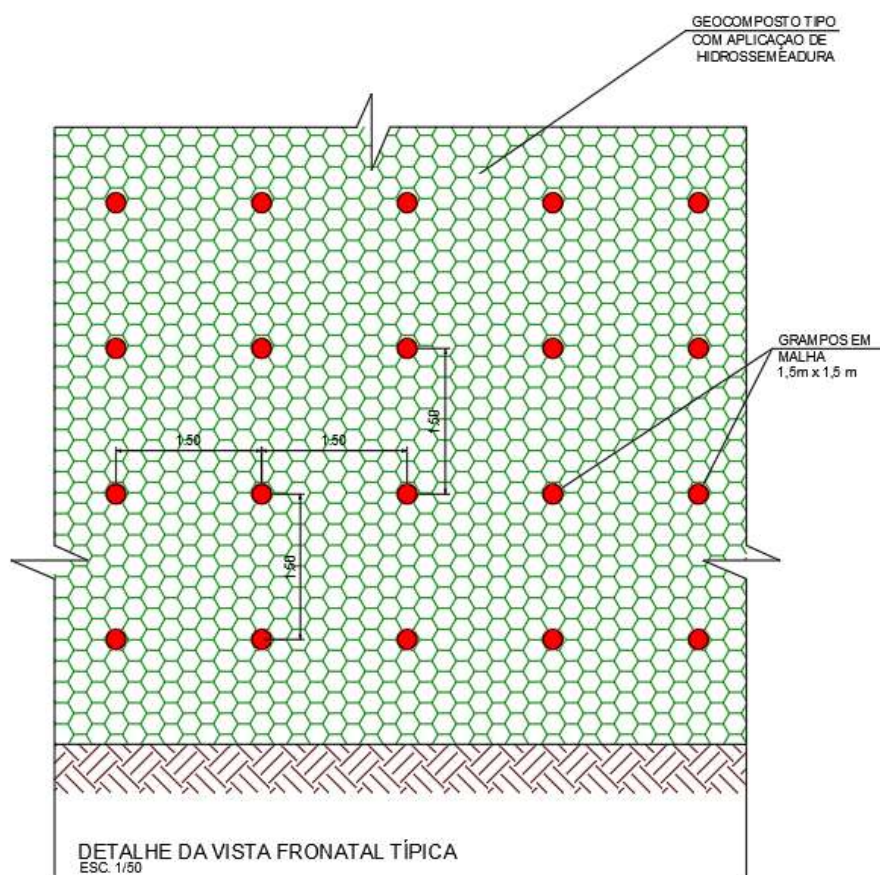 GEOCOMPOSTO TIPO
COM APLICAÇAO DE
HIDROSSEMEADURA
GRAMPOS EM
MALHA
1,5m x 1,5 m
1.50
1.50
1.50
1.50
DETALHE DA VISTA FRONATAL TÍPICA
ESC. 1/50